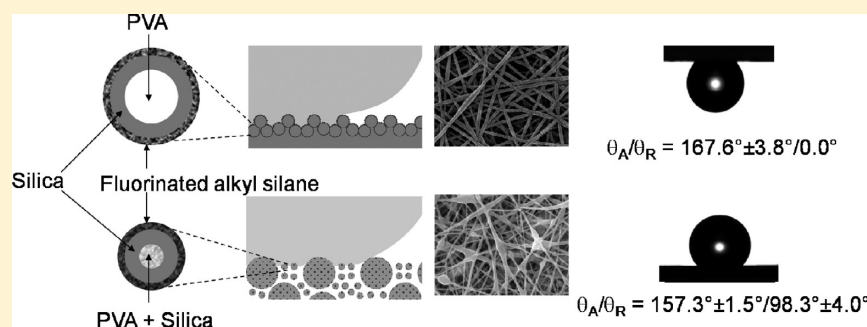 PVA
θA/θR = 167.6°±3.8°/0.0°
Silica
Fluorinated alkyl silane
PVA + Silica
θA/θR = 157.3°±1.5°/98.3°±4.0°